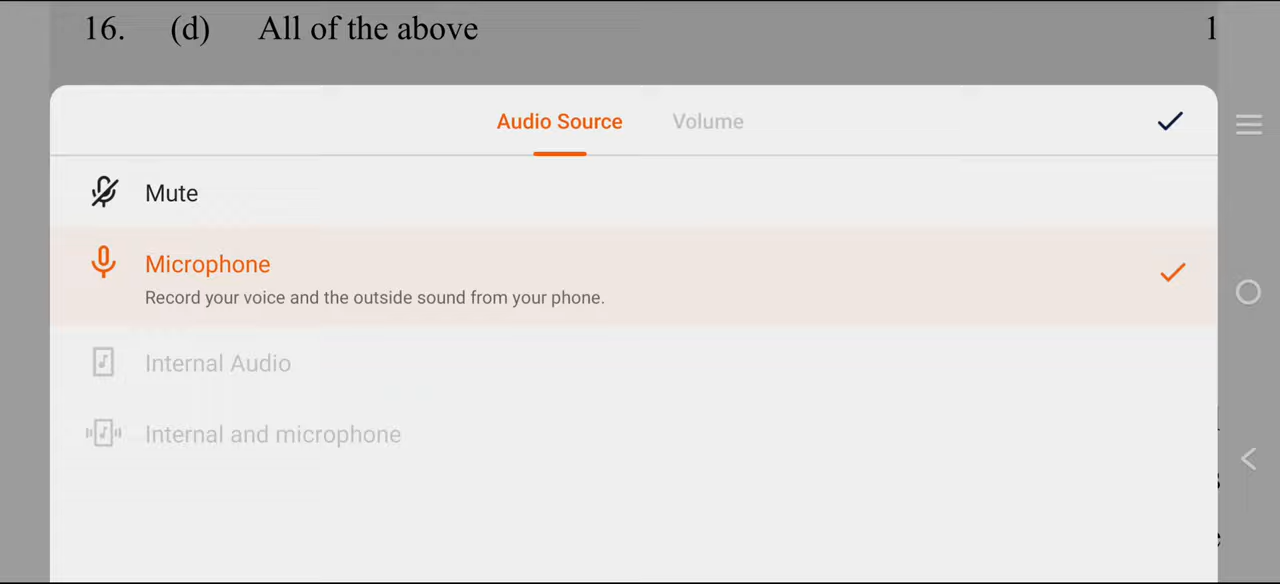 16. (d) All of the above 1
Audio Source Volume
Mute
Microphone
Record your voice and the outside sound from your phone.
Internal Audio
Internal and microphone